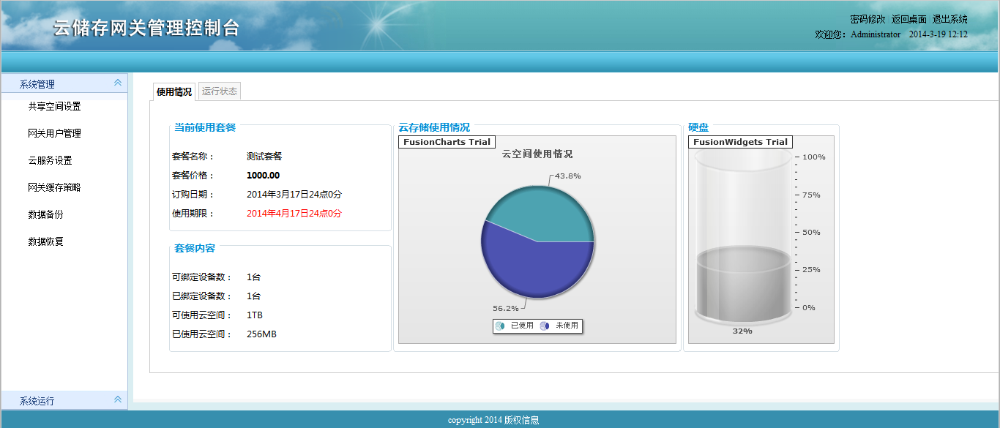 云储存网关管理控制台
密码修改 返回桌面 退出系统
欢迎您：Administrator 2014-3-19 12:12
系统管理
共享空间设置
网关用户管理
云服务设置
网关缓存策略
数据备份
数据恢复
系统运行
使用情况 运行状态
当前使用套餐
套餐名称： 测试套餐
套餐价格： 1000.00
订购日期： 2014年3月17日24点0分
使用期限： 2014年4月17日24点0分
套餐内容
可绑定设备数： 1台
已绑定设备数： 1台
可使用云空间： 1TB
已使用云空间： 256MB
云存储使用情况
FusionCharts Trial
云空间使用情况
43.8%
56.2%
已使用 未使用
硬盘
FusionWidgets Trial
100%
75%
50%
25%
0%
32%
copyright 2014 版权信息